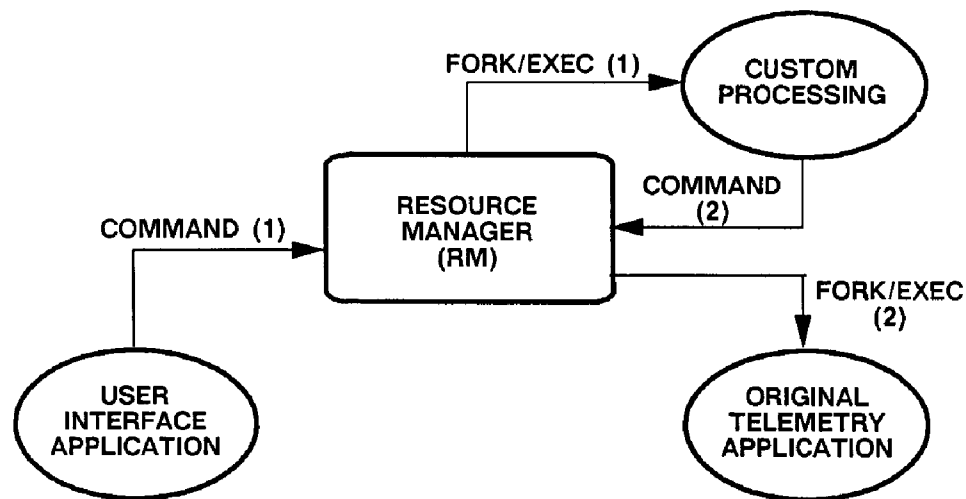 FORK/EXEC (1)
CUSTOM
PROCESSING
COMMAND
(2)
RESOURCE
MANAGER
(RM)
COMMAND (1)
FORK/EXEC
(2)
USER
INTERFACE
APPLICATION
ORIGINAL
TELEMETRY
APPLICATION